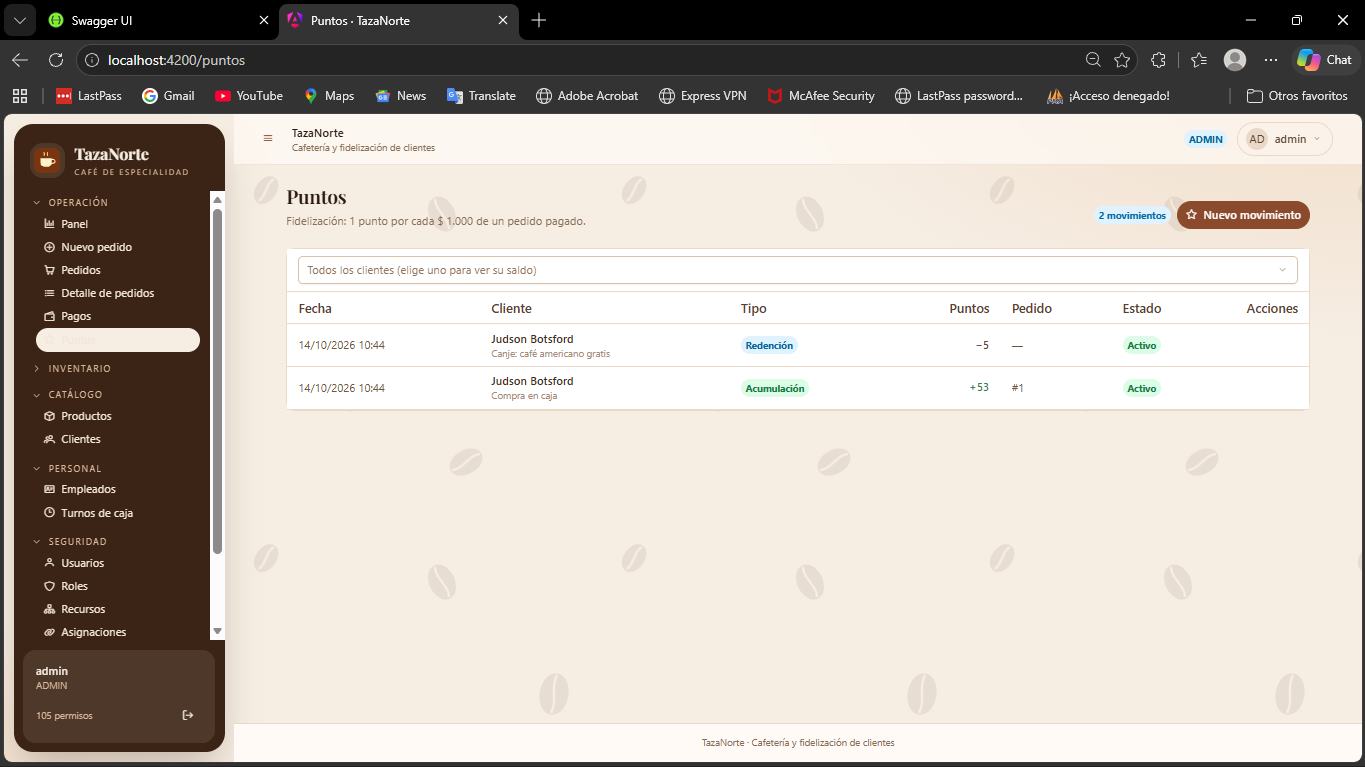 Swagger UI
Puntos · TazaNorte
localhost:4200/puntos
Chat
LastPass
Gmail
YouTube
Maps
News
Translate
Adobe Acrobat
Express VPN
McAfee Security
LastPass password...
¡Acceso denegado!
Otros favoritos
TazaNorte
CAFÉ DE ESPECIALIDAD
OPERACIÓN
Panel
Nuevo pedido
Pedidos
Detalle de pedidos
Pagos
Puntos
INVENTARIO
CATÁLOGO
Productos
Clientes
PERSONAL
Empleados
Turnos de caja
SEGURIDAD
Usuarios
Roles
Recursos
Asignaciones
admin
ADMIN
105 permisos
TazaNorte
Cafetería y fidelización de clientes
ADMIN
AD admin
Puntos
Fidelización: 1 punto por cada $ 1.000 de un pedido pagado.
2 movimientos
Nuevo movimiento
Todos los clientes (elige uno para ver su saldo)
Fecha Cliente Tipo Puntos Pedido Estado Acciones
14/10/2026 10:44 Judson Botsford Redención −5 — Activo
Canje: café americano gratis
14/10/2026 10:44 Judson Botsford Acumulación +53 #1 Activo
Compra en caja
TazaNorte · Cafetería y fidelización de clientes